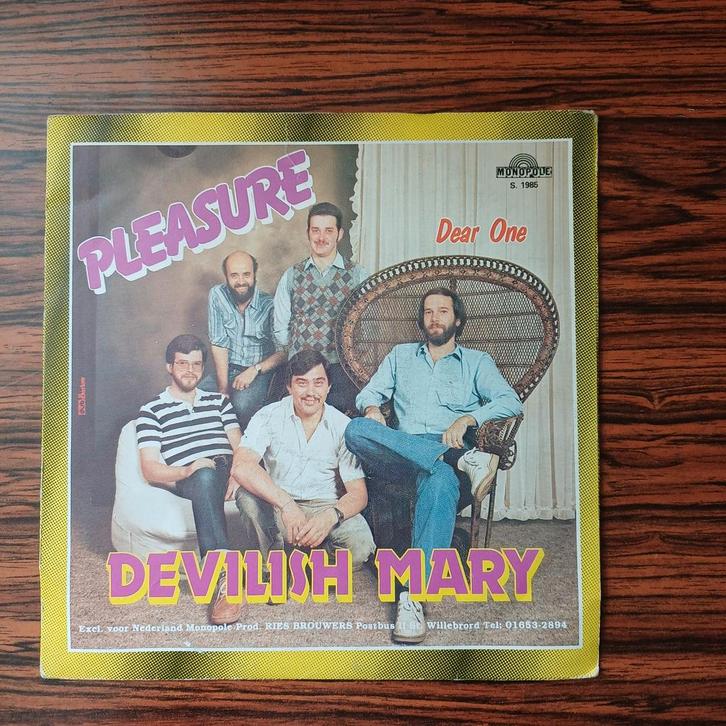 PLEASURE
MONOPOLE
S. 1985
Dear One
DEVILISH MARY
Excl. voor Nederland Monopole Prod. RIES BROUWERS Postbus 11 St. Willebrord Tel: 01653-2894